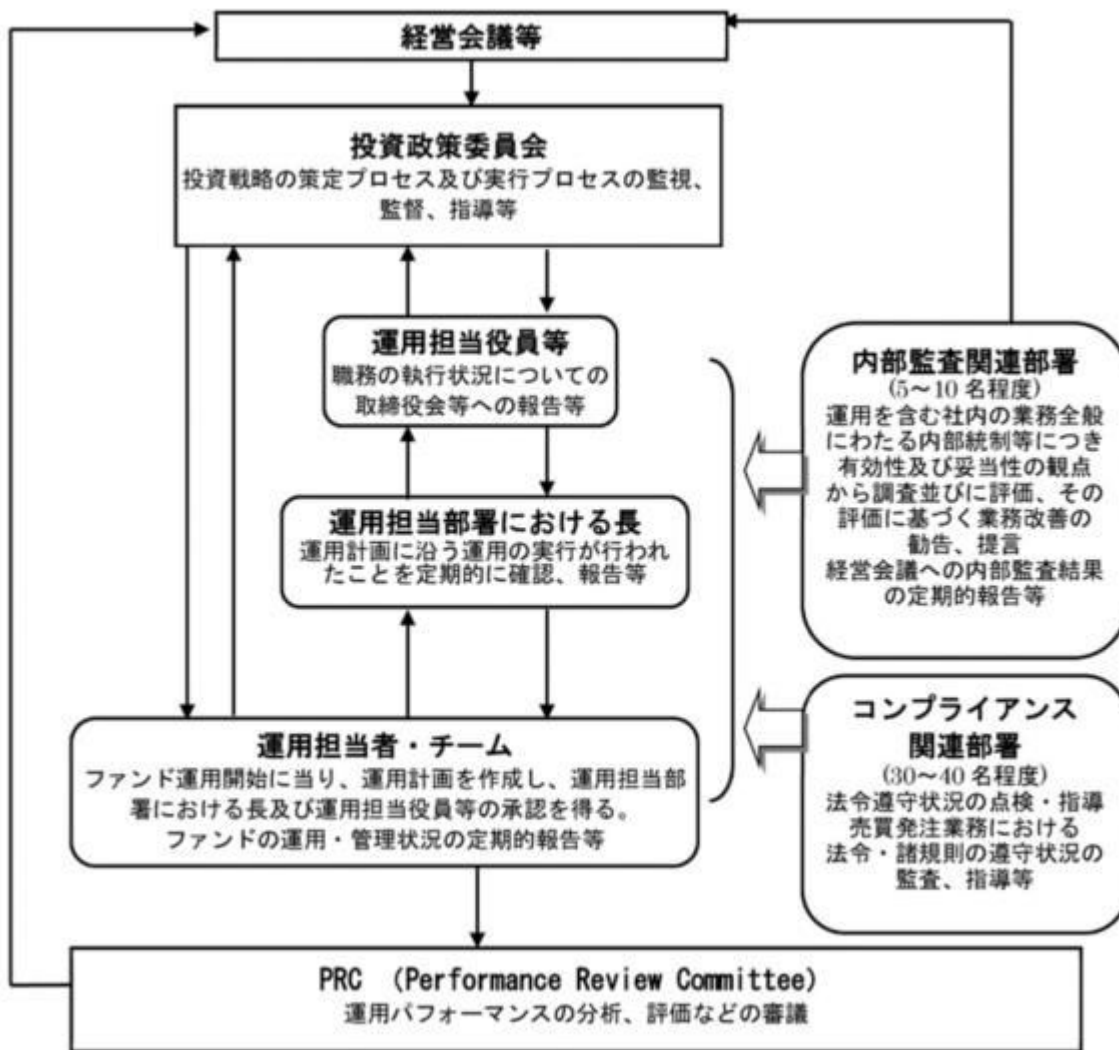 経営会議等
投資政策委員会
投資戦略の策定プロセス及び実行プロセスの監視、
監督、指導等
運用担当役員等
職務の執行状況についての
取締役会等への報告等
運用担当部署における長
運用計画に沿う運用の実行が行われ
たことを定期的に確認、報告等
運用担当者・チーム
ファンド運用開始に当り、運用計画を作成し、運用担当部
署における長及び運用担当役員等の承認を得る。
ファンドの運用・管理状況の定期的報告等
内部監査関連部署
(5～10 名程度)
運用を含む社内の業務全般
にわたる内部統制等につき
有効性及び妥当性の観点
から調査並びに評価、その
評価に基づく業務改善の
勧告、提言
経営会議への内部監査結果
の定期的報告等
コンプライアンス
関連部署
(30～40 名程度)
法令遵守状況の点検・指導
売買発注業務における
法令・諸規則の遵守状況の
監査、指導等
PRC （Performance Review Committee）
運用パフォーマンスの分析、評価などの審議